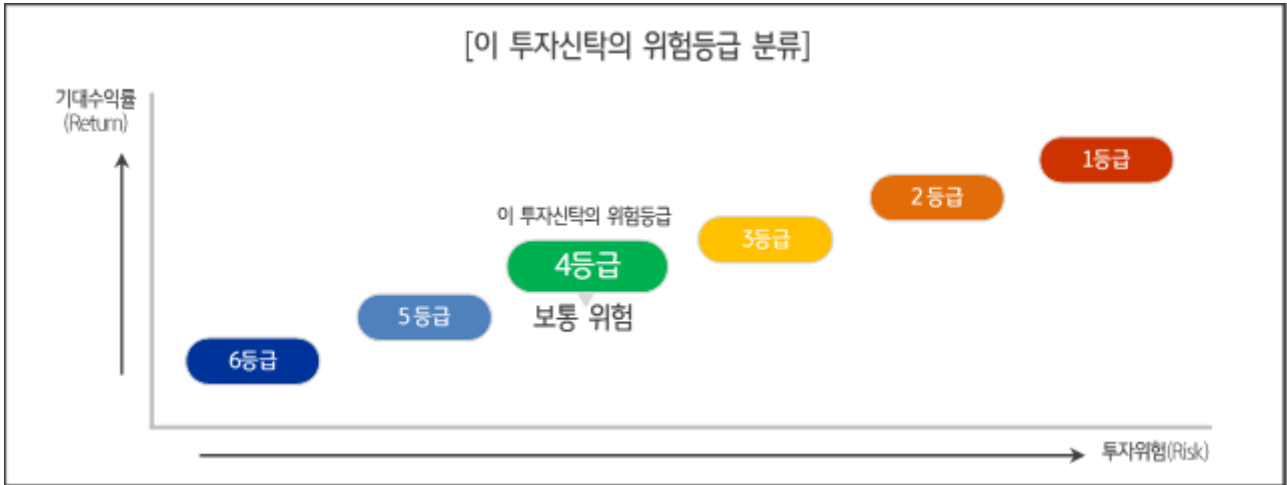 [이 투자신탁의 위험등급 분류]
기대수익률
(Return)
1등급
2등급
이 투자신탁의 위험등급
3등급
4등급
보통 위험
5등급
6등급
투자위험(Risk)